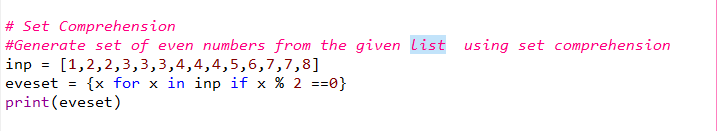 # Set Comprehension
#Generate set of even numbers from the given list  using set comprehension
inp = [1,2,2,3,3,3,4,4,4,5,6,7,7,8]
eveset = {x for x in inp if x % 2 ==0}
print(eveset)